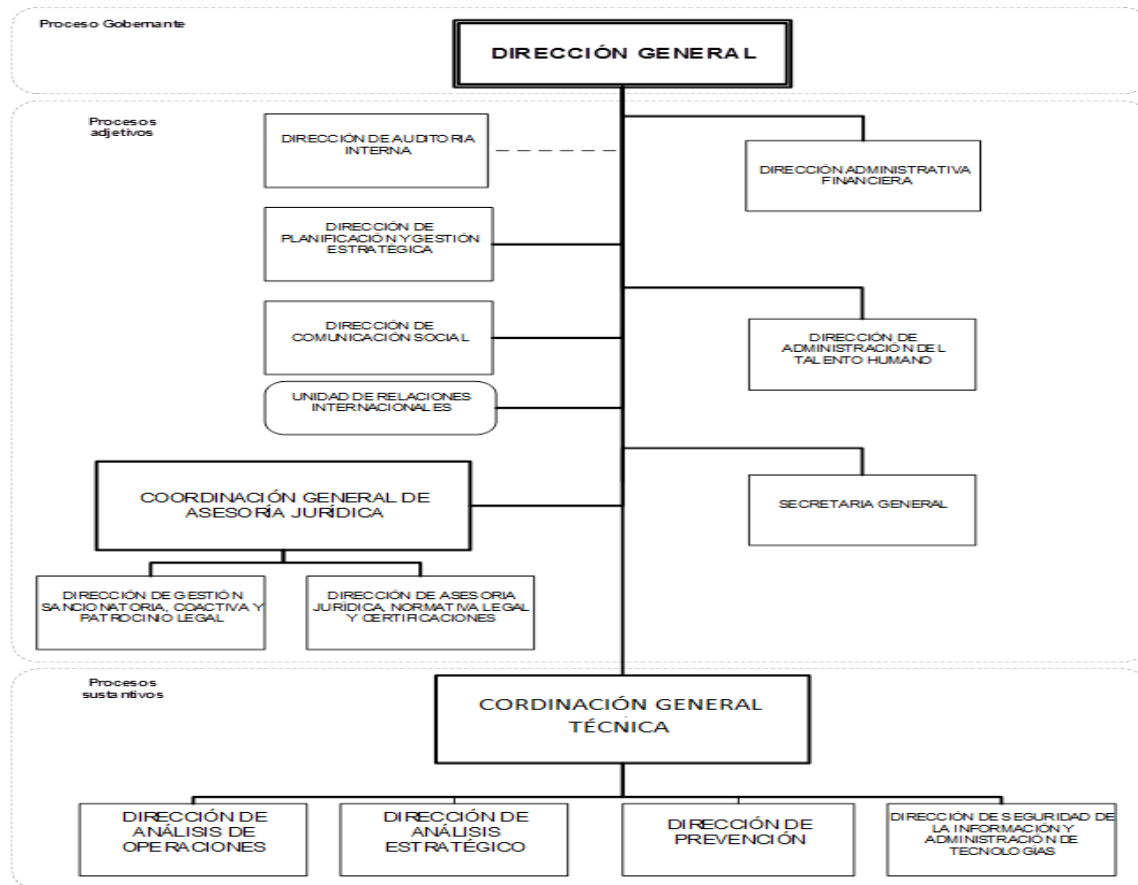 Proceso Gobernante
DIRECCIÓN GENERAL
Procesos
adjetivos
DIRECCIÓN DE AUDITORIA
INTERNA
DIRECCIÓN ADMINISTRATIVA
FINANCIERA
DIRECCIÓN DE
PLANIFICACIÓN Y GESTIÓN
ESTRATÉGICA
DIRECCIÓN DE
COMUNICACIÓN SOCIAL
DIRECCIÓN DE
ADMINISTRACIÓN DEL
TALENTO HUMANO
UNIDAD DE RELACIONES
INTERNACIONALES
COORDINACIÓN GENERAL DE
ASESORÍA JURÍDICA
SECRETARIA GENERAL
DIRECCIÓN DE GESTIÓN
SANCIONATORIA, COACTIVA Y
PATROCINIO LEGAL
DIRECCIÓN DE ASESORIA
JURÍDICA, NORMATIVA LEGAL
Y CERTIFICACIONES
Procesos
sustantivos
CORDINACIÓN GENERAL
TÉCNICA
DIRECCIÓN DE
ANÁLISIS DE
OPERACIONES
DIRECCIÓN DE
ANÁLISIS
ESTRATÉGICO
DIRECCIÓN DE
PREVENCIÓN
DIRECCIÓN DE SEGURIDAD DE
LA INFORMACIÓN Y
ADMINISTRACIÓN DE
TECNOLOGÍAS